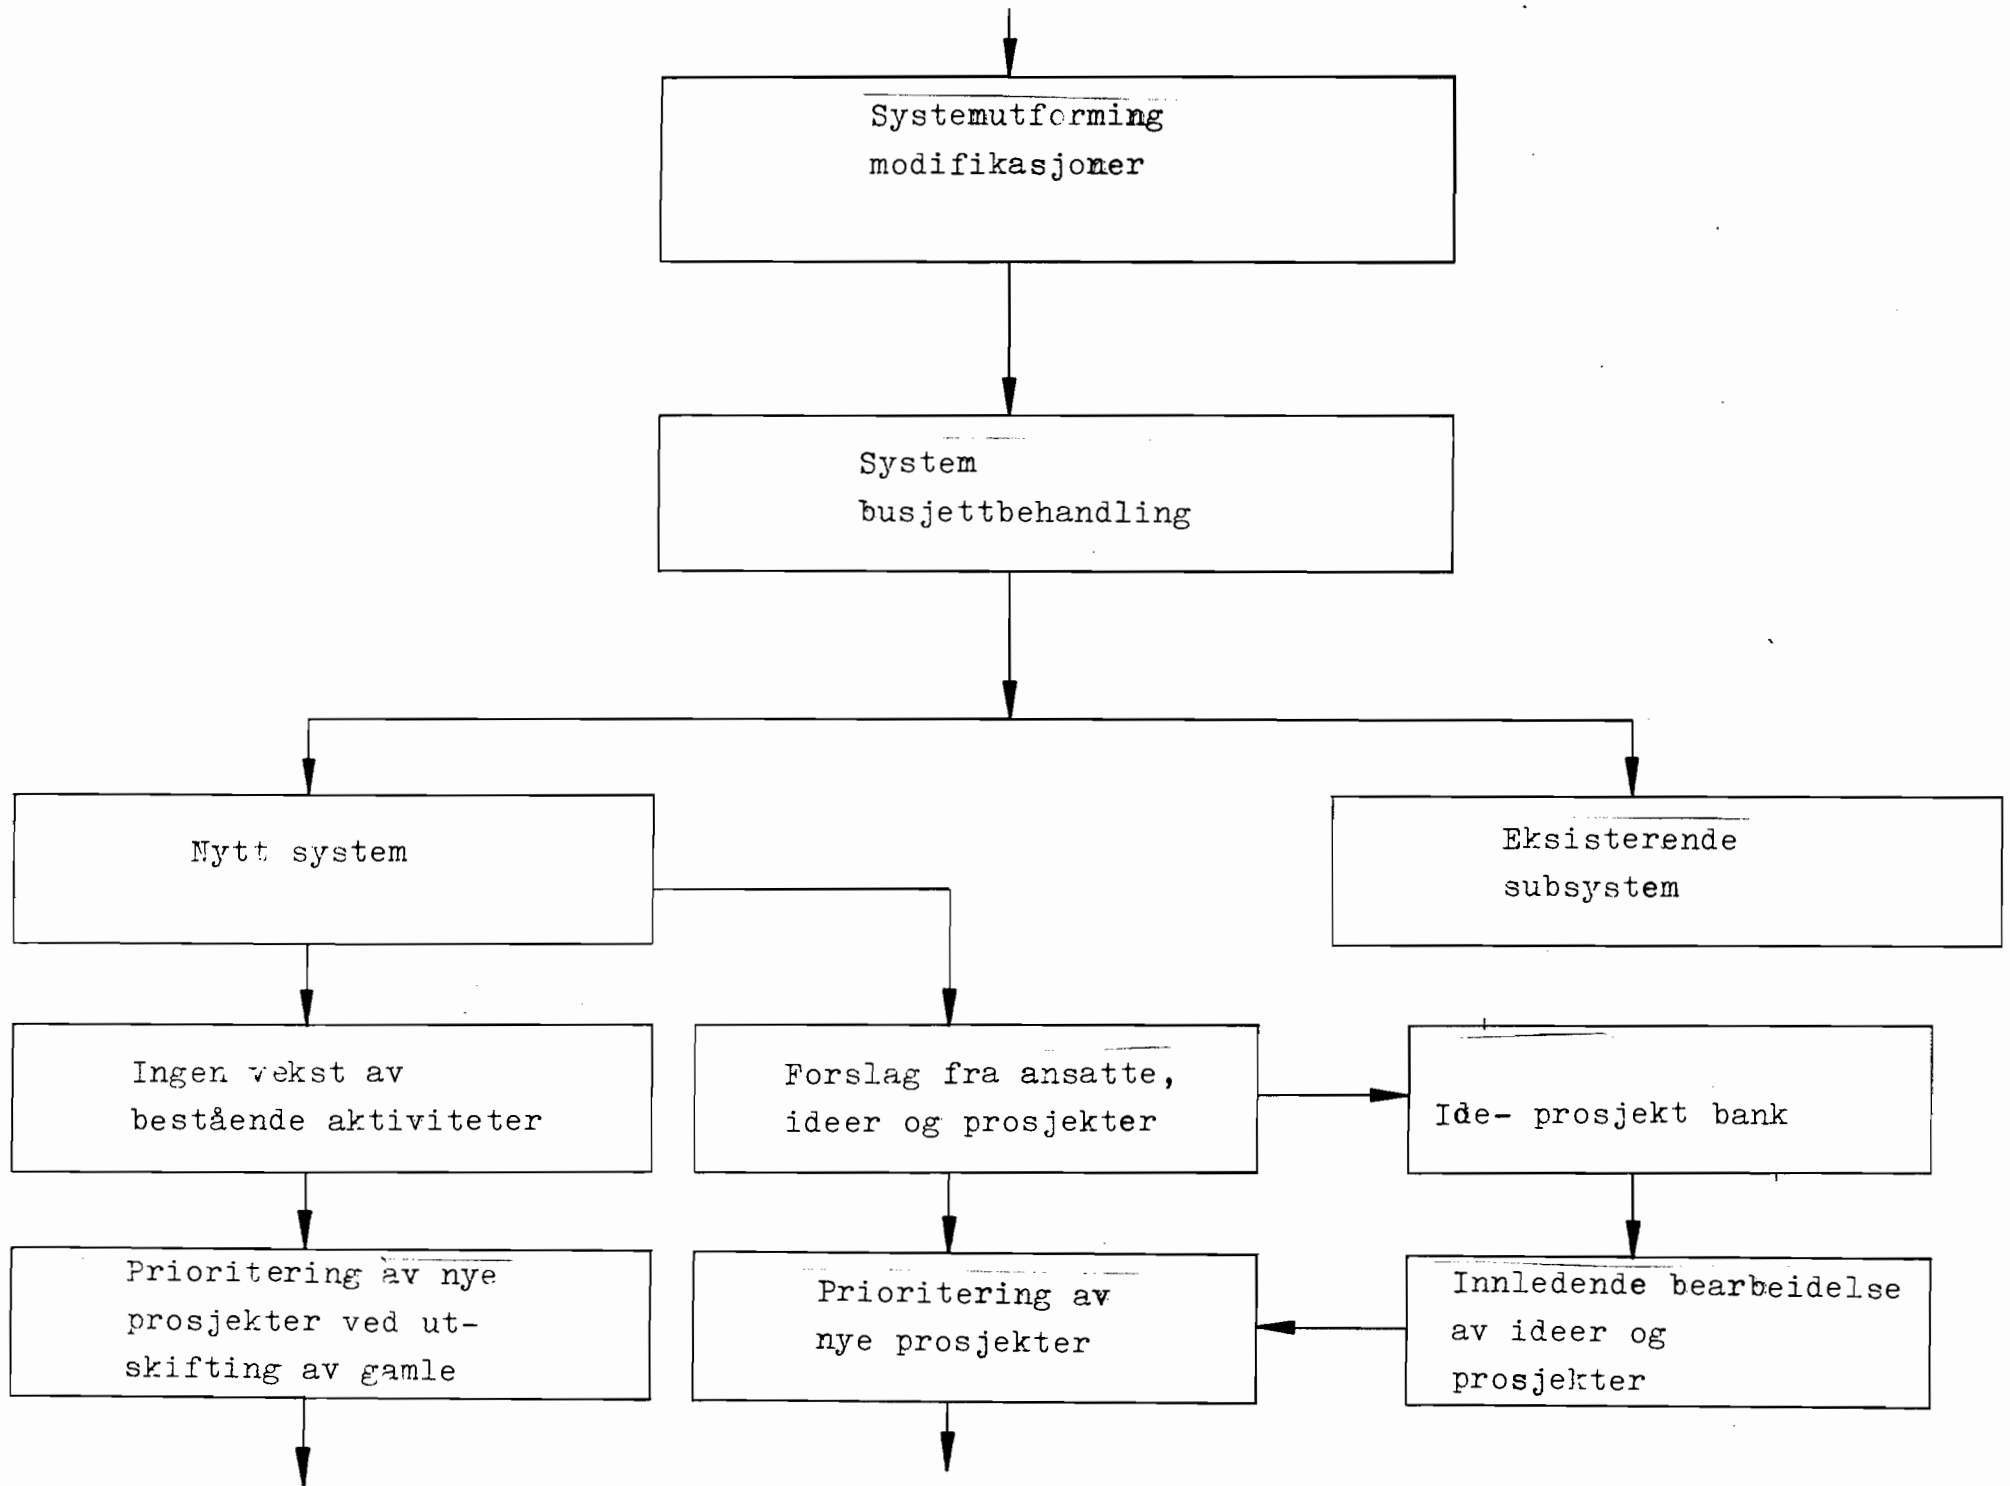 Systemutforming
modifikasjoner
System
busjettbehandling
Nytt system
Eksisterende
subsystem
Ingen vekst av
bestående aktiviteter
Forslag fra ansatte,
ideer og prosjekter
Ide- prosjekt bank
Prioritering av nye
prosjekter ved ut-
skifting av gamle
Prioritering av
nye prosjekter
Innledende bearbeidelse
av ideer og
prosjekter